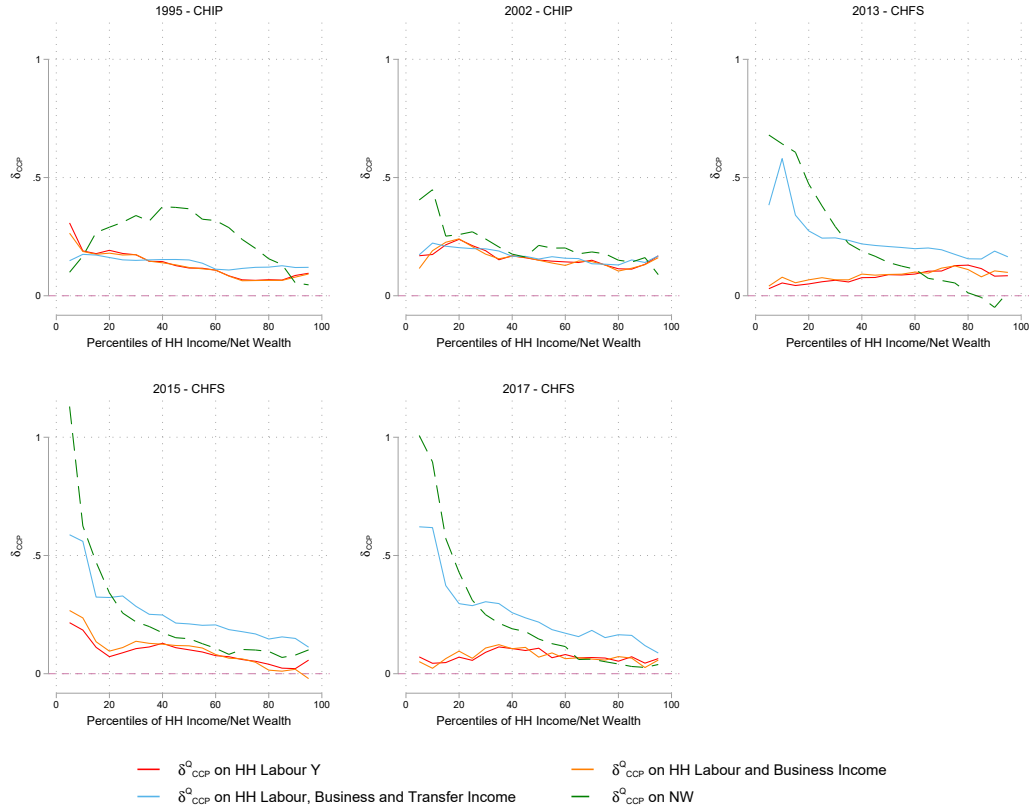 1995 - CHIP
1
.5
0
δCCP
0 20 40 60 80 100
Percentiles of HH Income/Net Wealth
2002 - CHIP
1
.5
0
δCCP
0 20 40 60 80 100
Percentiles of HH Income/Net Wealth
2013 - CHFS
1
.5
0
δCCP
0 20 40 60 80 100
Percentiles of HH Income/Net Wealth
2015 - CHFS
1
.5
0
δCCP
0 20 40 60 80 100
Percentiles of HH Income/Net Wealth
2017 - CHFS
1
.5
0
δCCP
0 20 40 60 80 100
Percentiles of HH Income/Net Wealth
δQCCP on HH Labour Y
δQCCP on HH Labour and Business Income
δQCCP on HH Labour, Business and Transfer Income
δQCCP on NW